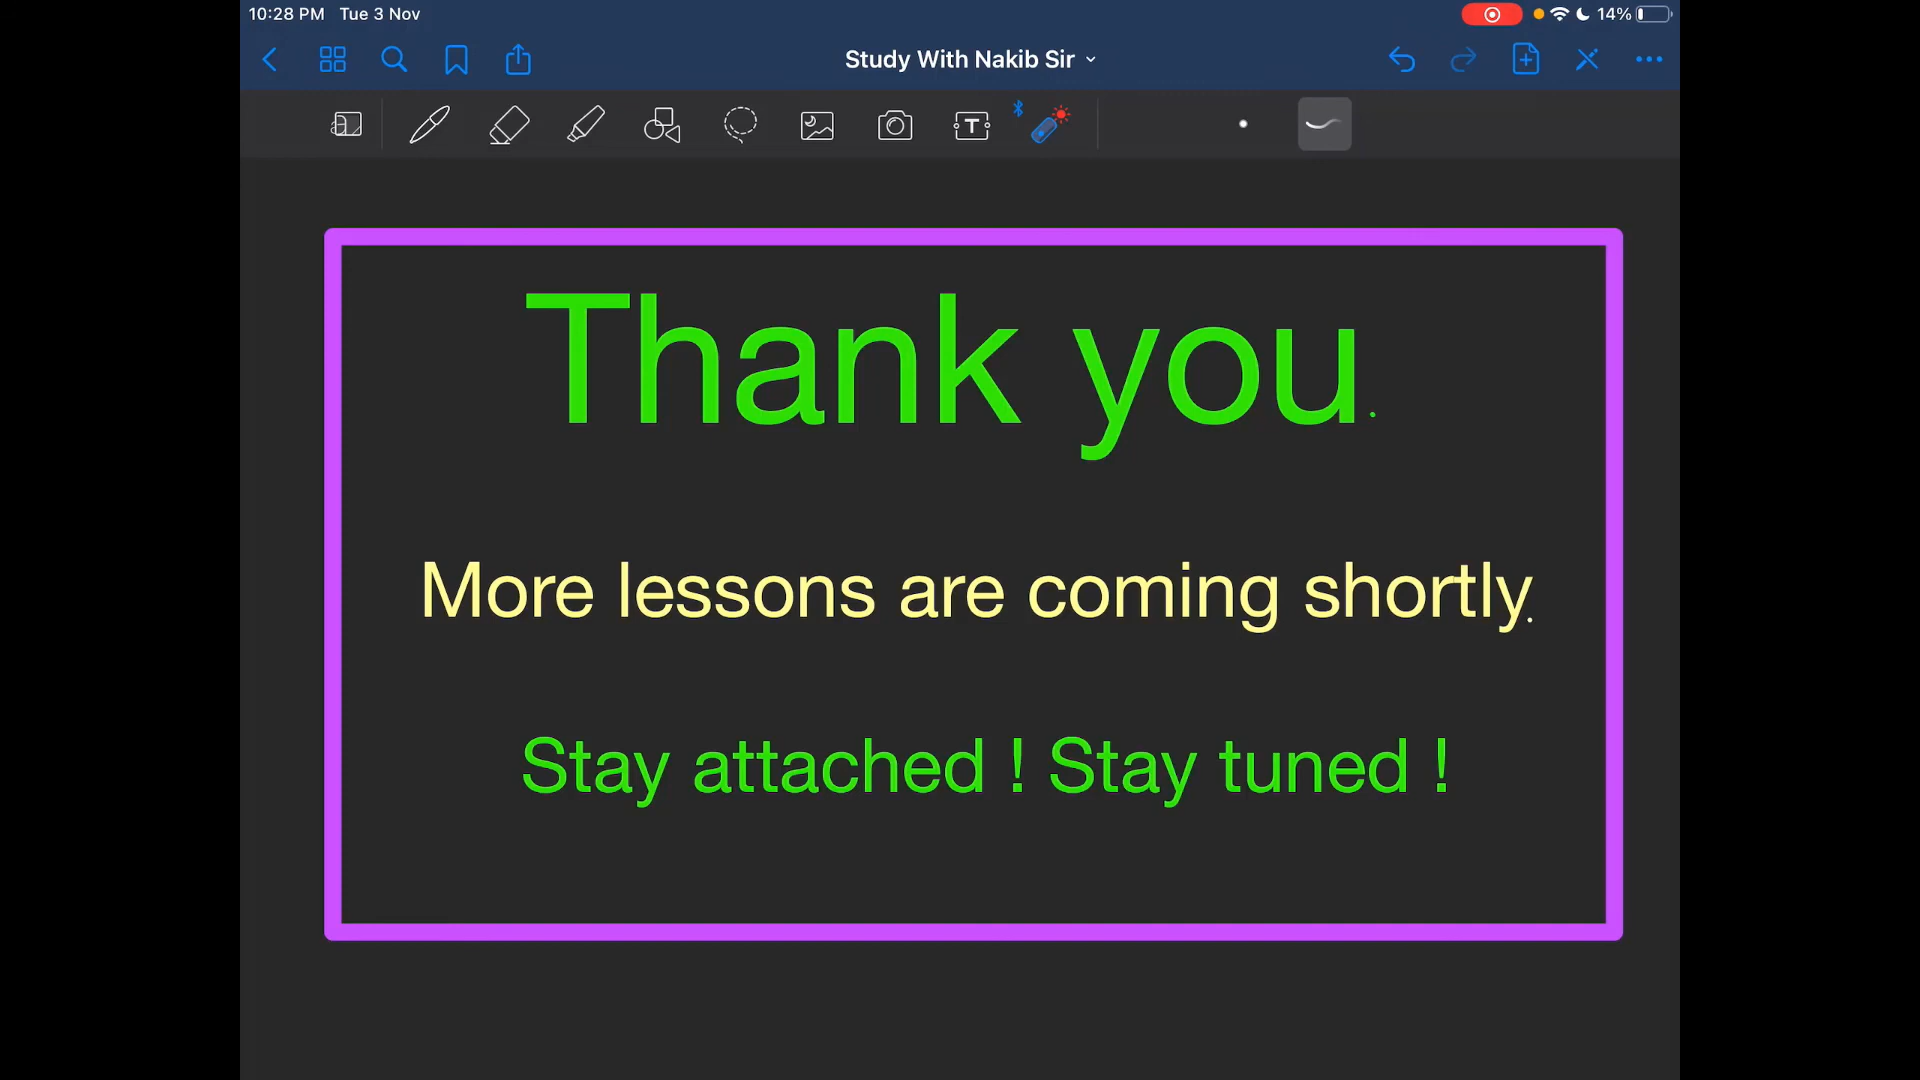 10:28 PM Tue 3 Nov 14%
Study With Nakib Sir
Thank you.
More lessons are coming shortly.
Stay attached ! Stay tuned !